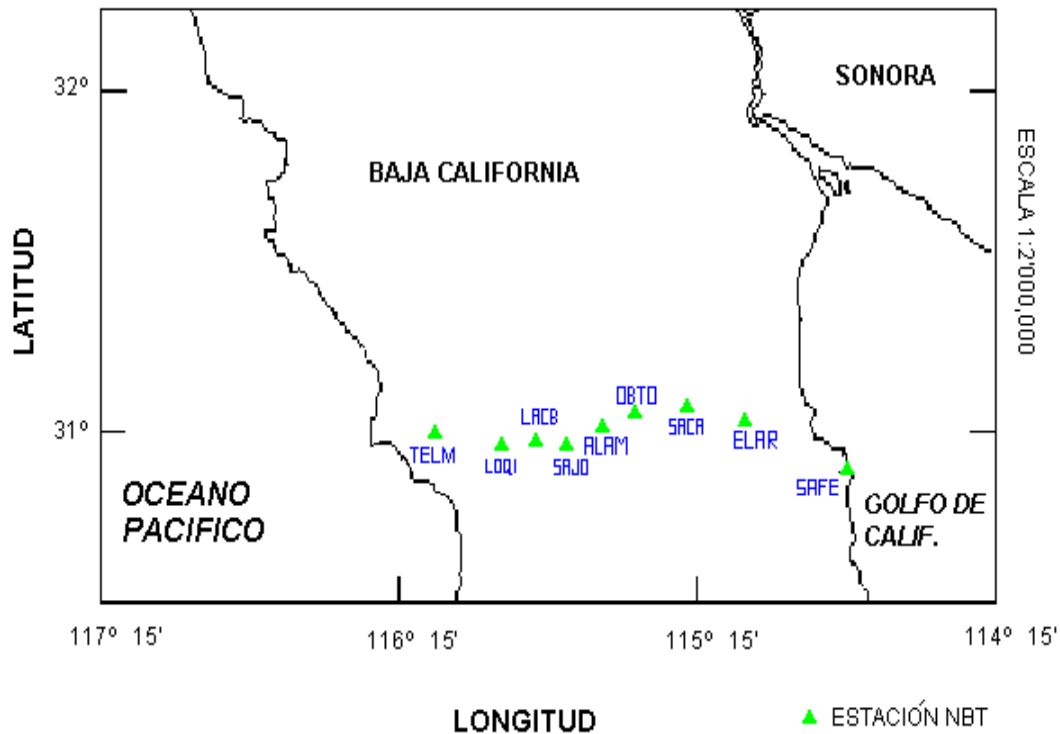 32º
SONORA
BAJA CALIFORNIA
ESCALA 1:2'000,000
LATITUD
31º
TELM
LOQI
LACB
SAJO
ALAM
OBTO
SACA
ELAR
SAFE
OCEANO
PACIFICO
GOLFO DE
CALIF.
117º 15'
116º 15'
115º 15'
114º 15'
LONGITUD
ESTACIÓN NBT